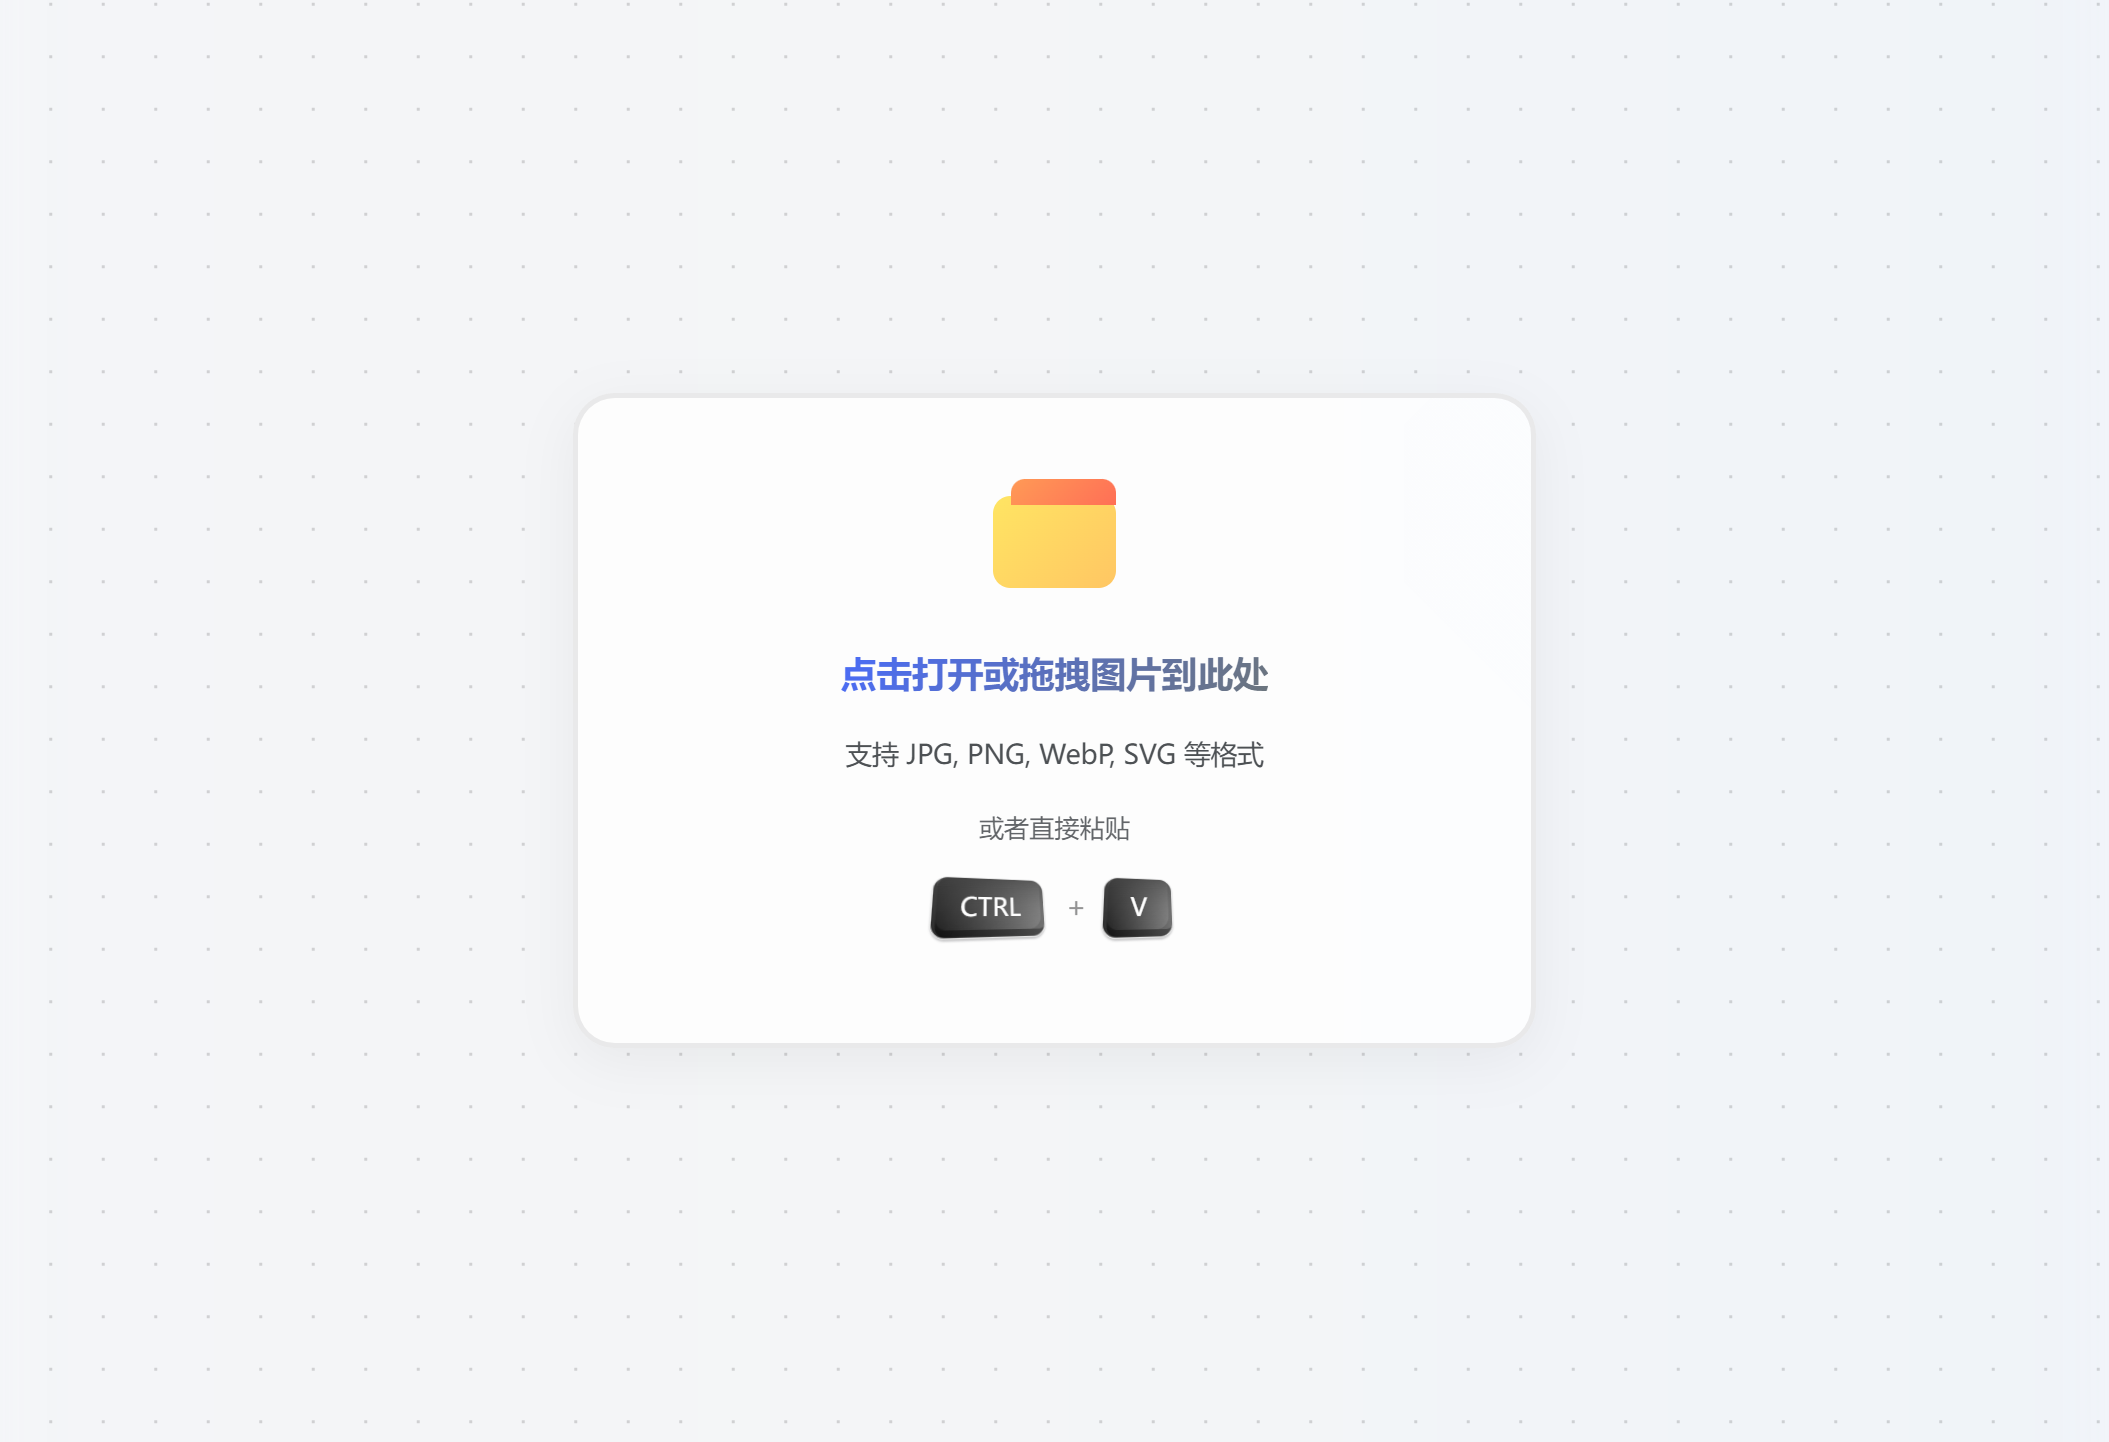 点击打开或拖拽图片到此处
支持 JPG, PNG, WebP, SVG 等格式
或者直接粘贴
CTRL + V